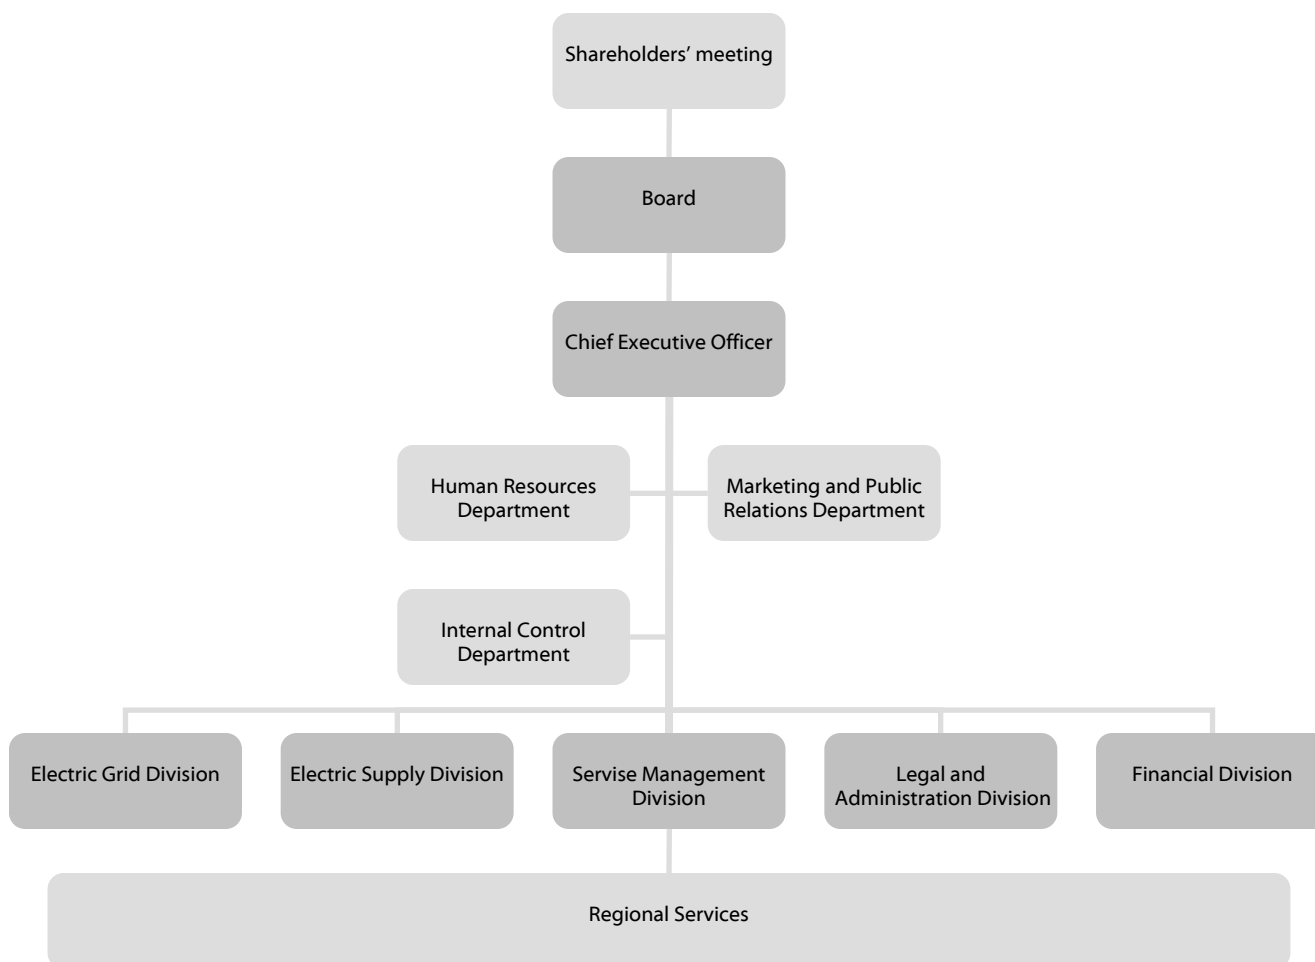 Shareholders’ meeting
Board
Chief Executive Officer
Human Resources
Department
Marketing and Public
Relations Department
Internal Control
Department
Electric Grid Division
Electric Supply Division
Servise Management
Division
Legal and
Administration Division
Financial Division
Regional Services